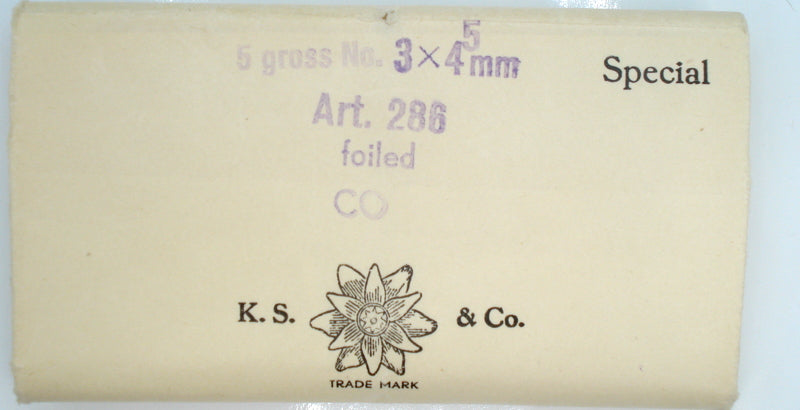 5 gross No. 3×4⁵mm
Special
Art. 286
foiled
CO
K. S. & Co.
TRADE MARK